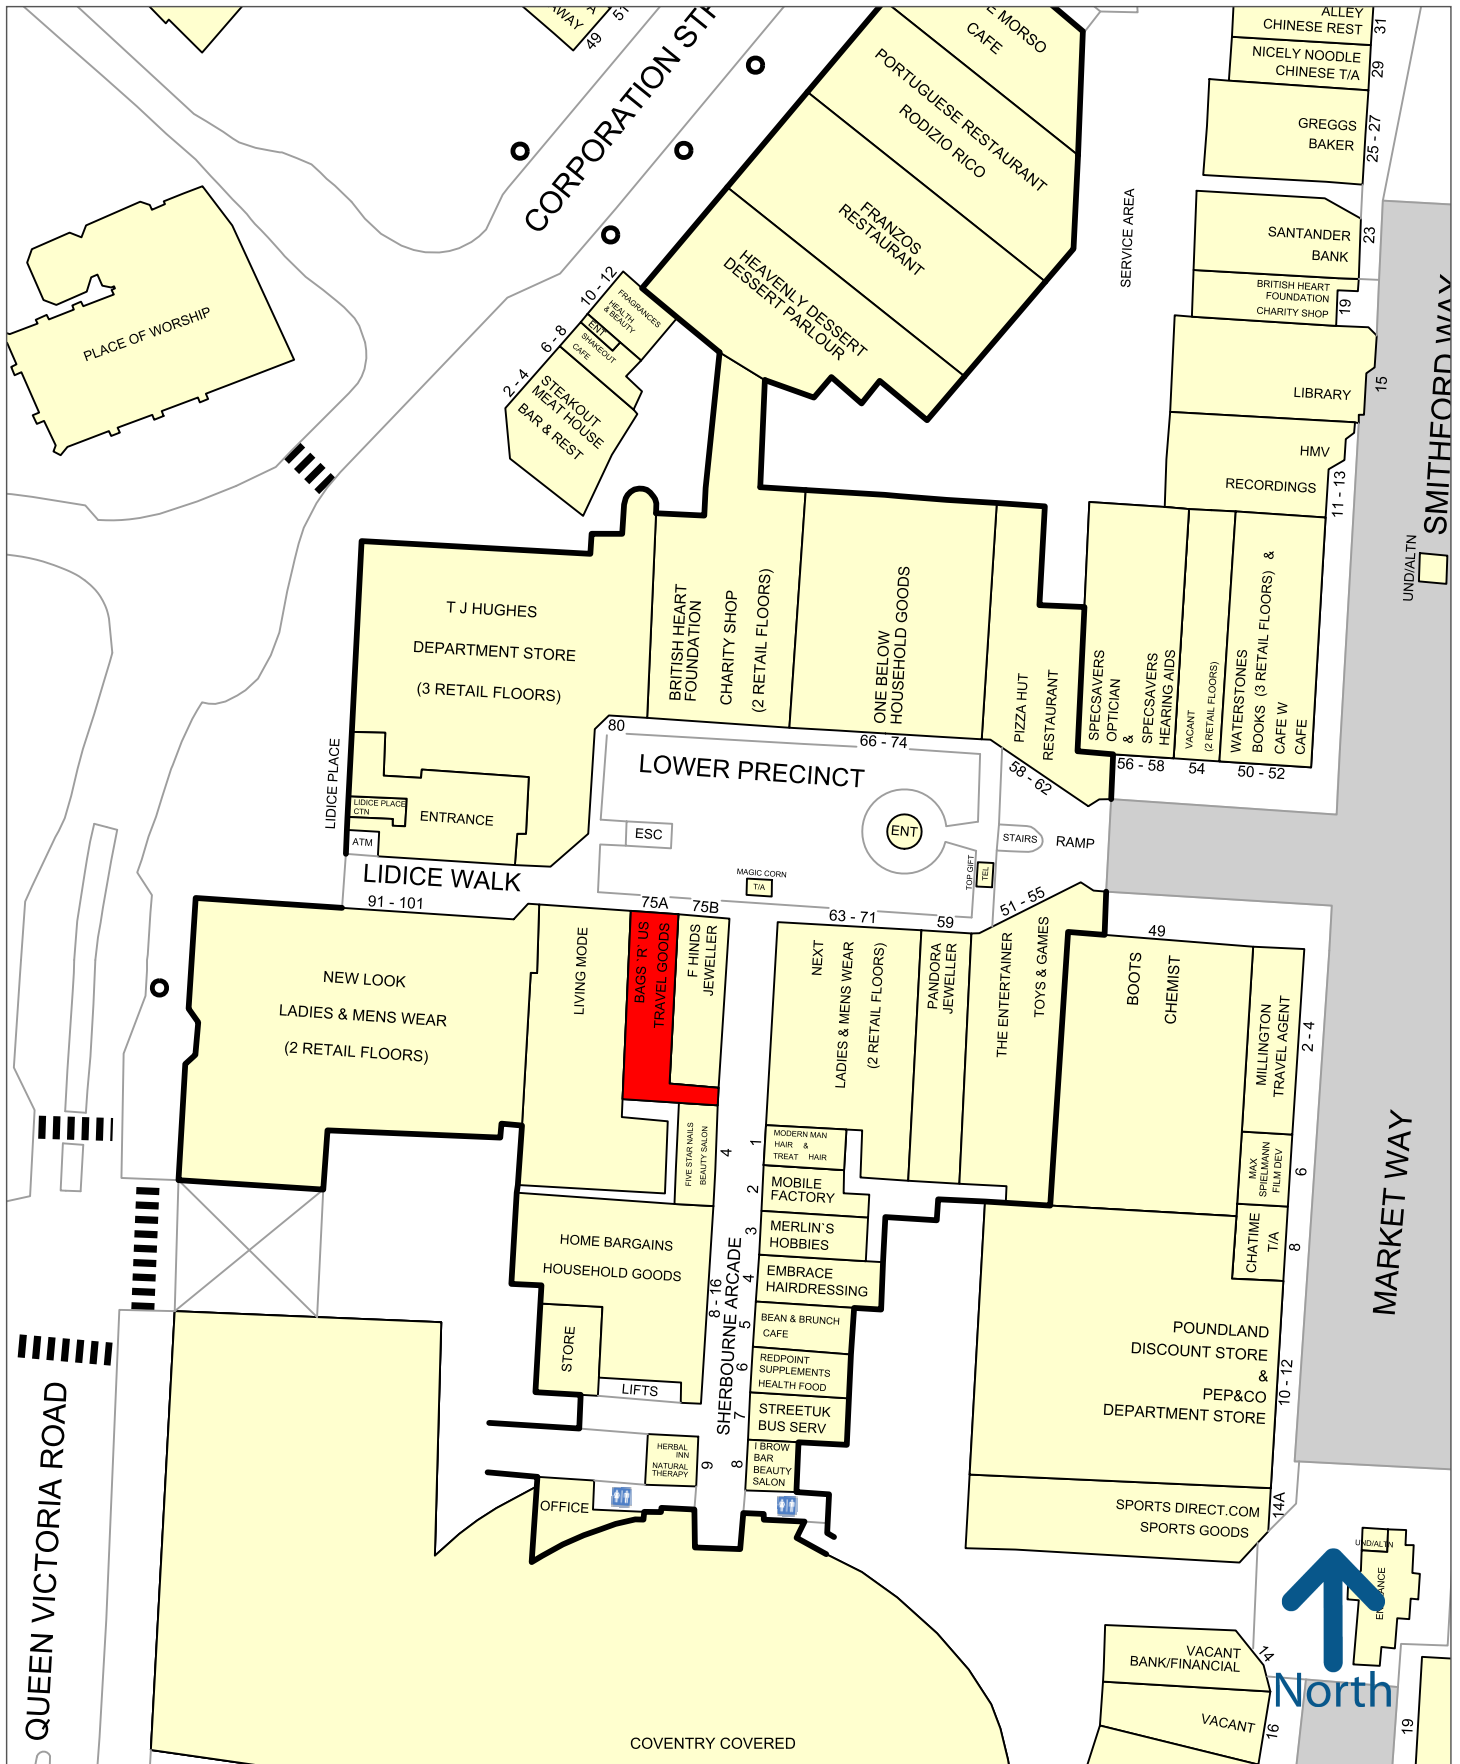 AWAY
49
51
CORPORATION STR
E MORSO
CAFE
PORTUGUESE RESTAURANT
RODIZIO RICO
FRANZOS
RESTAURANT
HEAVENLY DESSERT
DESSERT PARLOUR
SERVICE AREA
ALLEY
CHINESE REST
31
NICELY NOODLE
CHINESE T/A
29
GREGGS
BAKER
25 - 27
SANTANDER
BANK
23
BRITISH HEART
FOUNDATION
CHARITY SHOP
19
LIBRARY
15
HMV
RECORDINGS
11 - 13
SMITHFORD WAY
UND/ALTN
PLACE OF WORSHIP
10 - 12
FRAGRANCES
HEALTH
& BEAUTY
ENT
6 - 8
SHAKEOUT
CAFE
2 - 4
STEAKOUT
MEAT HOUSE
BAR & REST
T J HUGHES
DEPARTMENT STORE
(3 RETAIL FLOORS)
BRITISH HEART
FOUNDATION
CHARITY SHOP
(2 RETAIL FLOORS)
ONE BELOW
HOUSEHOLD GOODS
PIZZA HUT
RESTAURANT
SPECSAVERS
OPTICIAN
&
SPECSAVERS
HEARING AIDS
VACANT
(2 RETAIL FLOORS)
WATERSTONES
BOOKS (3 RETAIL FLOORS) &
CAFE W
CAFE
80
66 - 74
58 - 62
56 - 58
54
50 - 52
LOWER PRECINCT
LIDICE PLACE
LIDICE PLACE
CTN
ENTRANCE
ATM
ESC
ENT
STAIRS
RAMP
MAGIC CORN
T/A
TOP GIFT
TEL
LIDICE WALK
91 - 101
75A
75B
63 - 71
59
51 - 55
49
NEW LOOK
LADIES & MENS WEAR
(2 RETAIL FLOORS)
LIVING MODE
BAGS `R` US
TRAVEL GOODS
F HINDS
JEWELLER
NEXT
LADIES & MENS WEAR
(2 RETAIL FLOORS)
PANDORA
JEWELLER
THE ENTERTAINER
TOYS & GAMES
BOOTS
CHEMIST
MILLINGTON
TRAVEL AGENT
2 - 4
MAX
SPIELMANN
FILM DEV
6
CHATIME
T/A
8
MARKET WAY
FIVE STAR NAILS
BEAUTY SALON
4
1
MODERN MAN
HAIR &
TREAT HAIR
2
MOBILE
FACTORY
3
MERLIN`S
HOBBIES
4
EMBRACE
HAIRDRESSING
5
BEAN & BRUNCH
CAFE
6
REDPOINT
SUPPLEMENTS
HEALTH FOOD
7
STREETUK
BUS SERV
8
I BROW
BAR
BEAUTY
SALON
9
SHERBOURNE ARCADE
8 - 16
HOME BARGAINS
HOUSEHOLD GOODS
STORE
LIFTS
HERBAL
INN
NATURAL
THERAPY
OFFICE
POUNDLAND
DISCOUNT STORE
&
PEP&CO
DEPARTMENT STORE
10 - 12
SPORTS DIRECT.COM
SPORTS GOODS
14A
UND/ALTN
North
VACANT
BANK/FINANCIAL
14
VACANT
16
19
QUEEN VICTORIA ROAD
COVENTRY COVERED